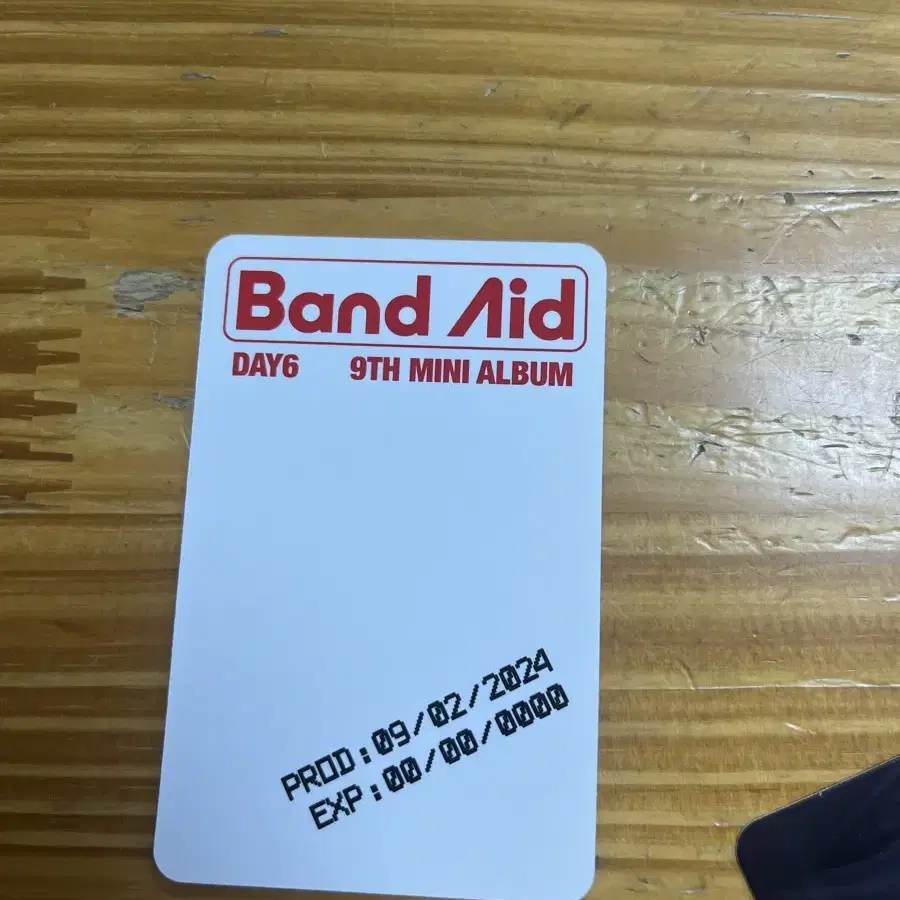 Band Aid
DAY6 9TH MINI ALBUM
PROD:09/02/2024
EXP:00/00/0000